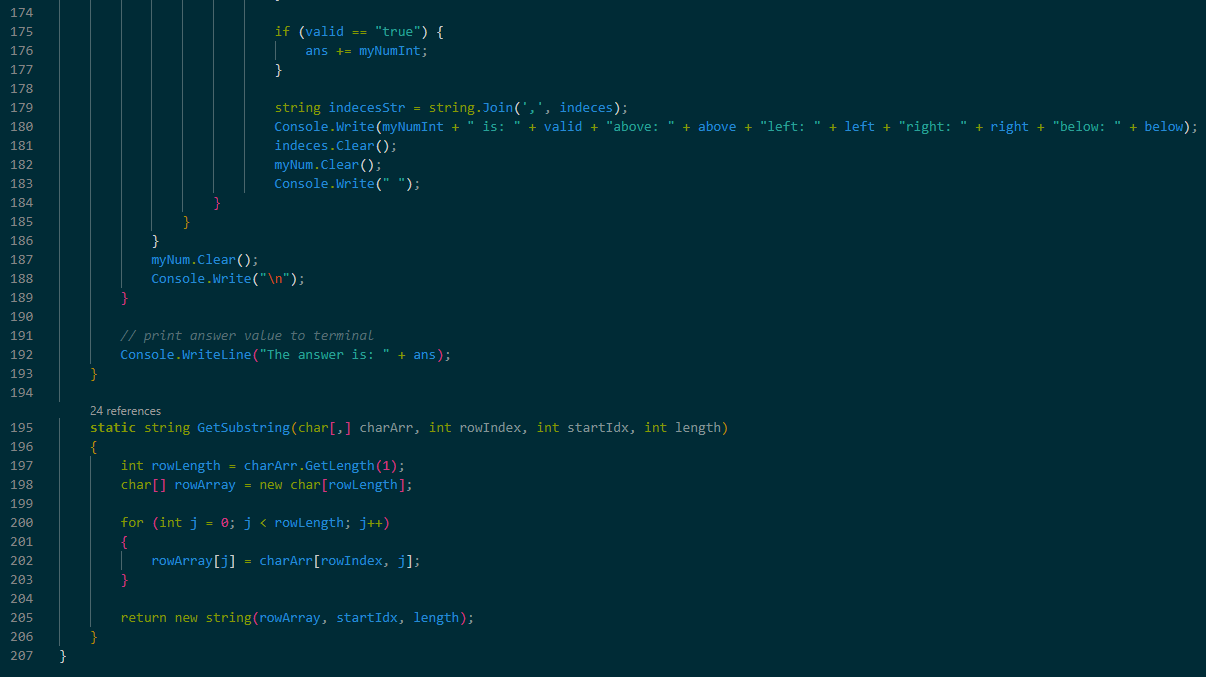 174
175 if (valid == "true") {
176 ans += myNumInt;
177 }
178
179 string indecesStr = string.Join(',', indeces);
180 Console.Write(myNumInt + " is: " + valid + "above: " + above + "left: " + left + "right: " + right + "below: " + below);
181 indeces.Clear();
182 myNum.Clear();
183 Console.Write(" ");
184 }
185 }
186 }
187 myNum.Clear();
188 Console.Write("\n");
189 }
190
191 // print answer value to terminal
192 Console.WriteLine("The answer is: " + ans);
193 }
194
24 references
195 static string GetSubstring(char[,] charArr, int rowIndex, int startIdx, int length)
196 {
197 int rowLength = charArr.GetLength(1);
198 char[] rowArray = new char[rowLength];
199
200 for (int j = 0; j < rowLength; j++)
201 {
202 rowArray[j] = charArr[rowIndex, j];
203 }
204
205 return new string(rowArray, startIdx, length);
206 }
207 }